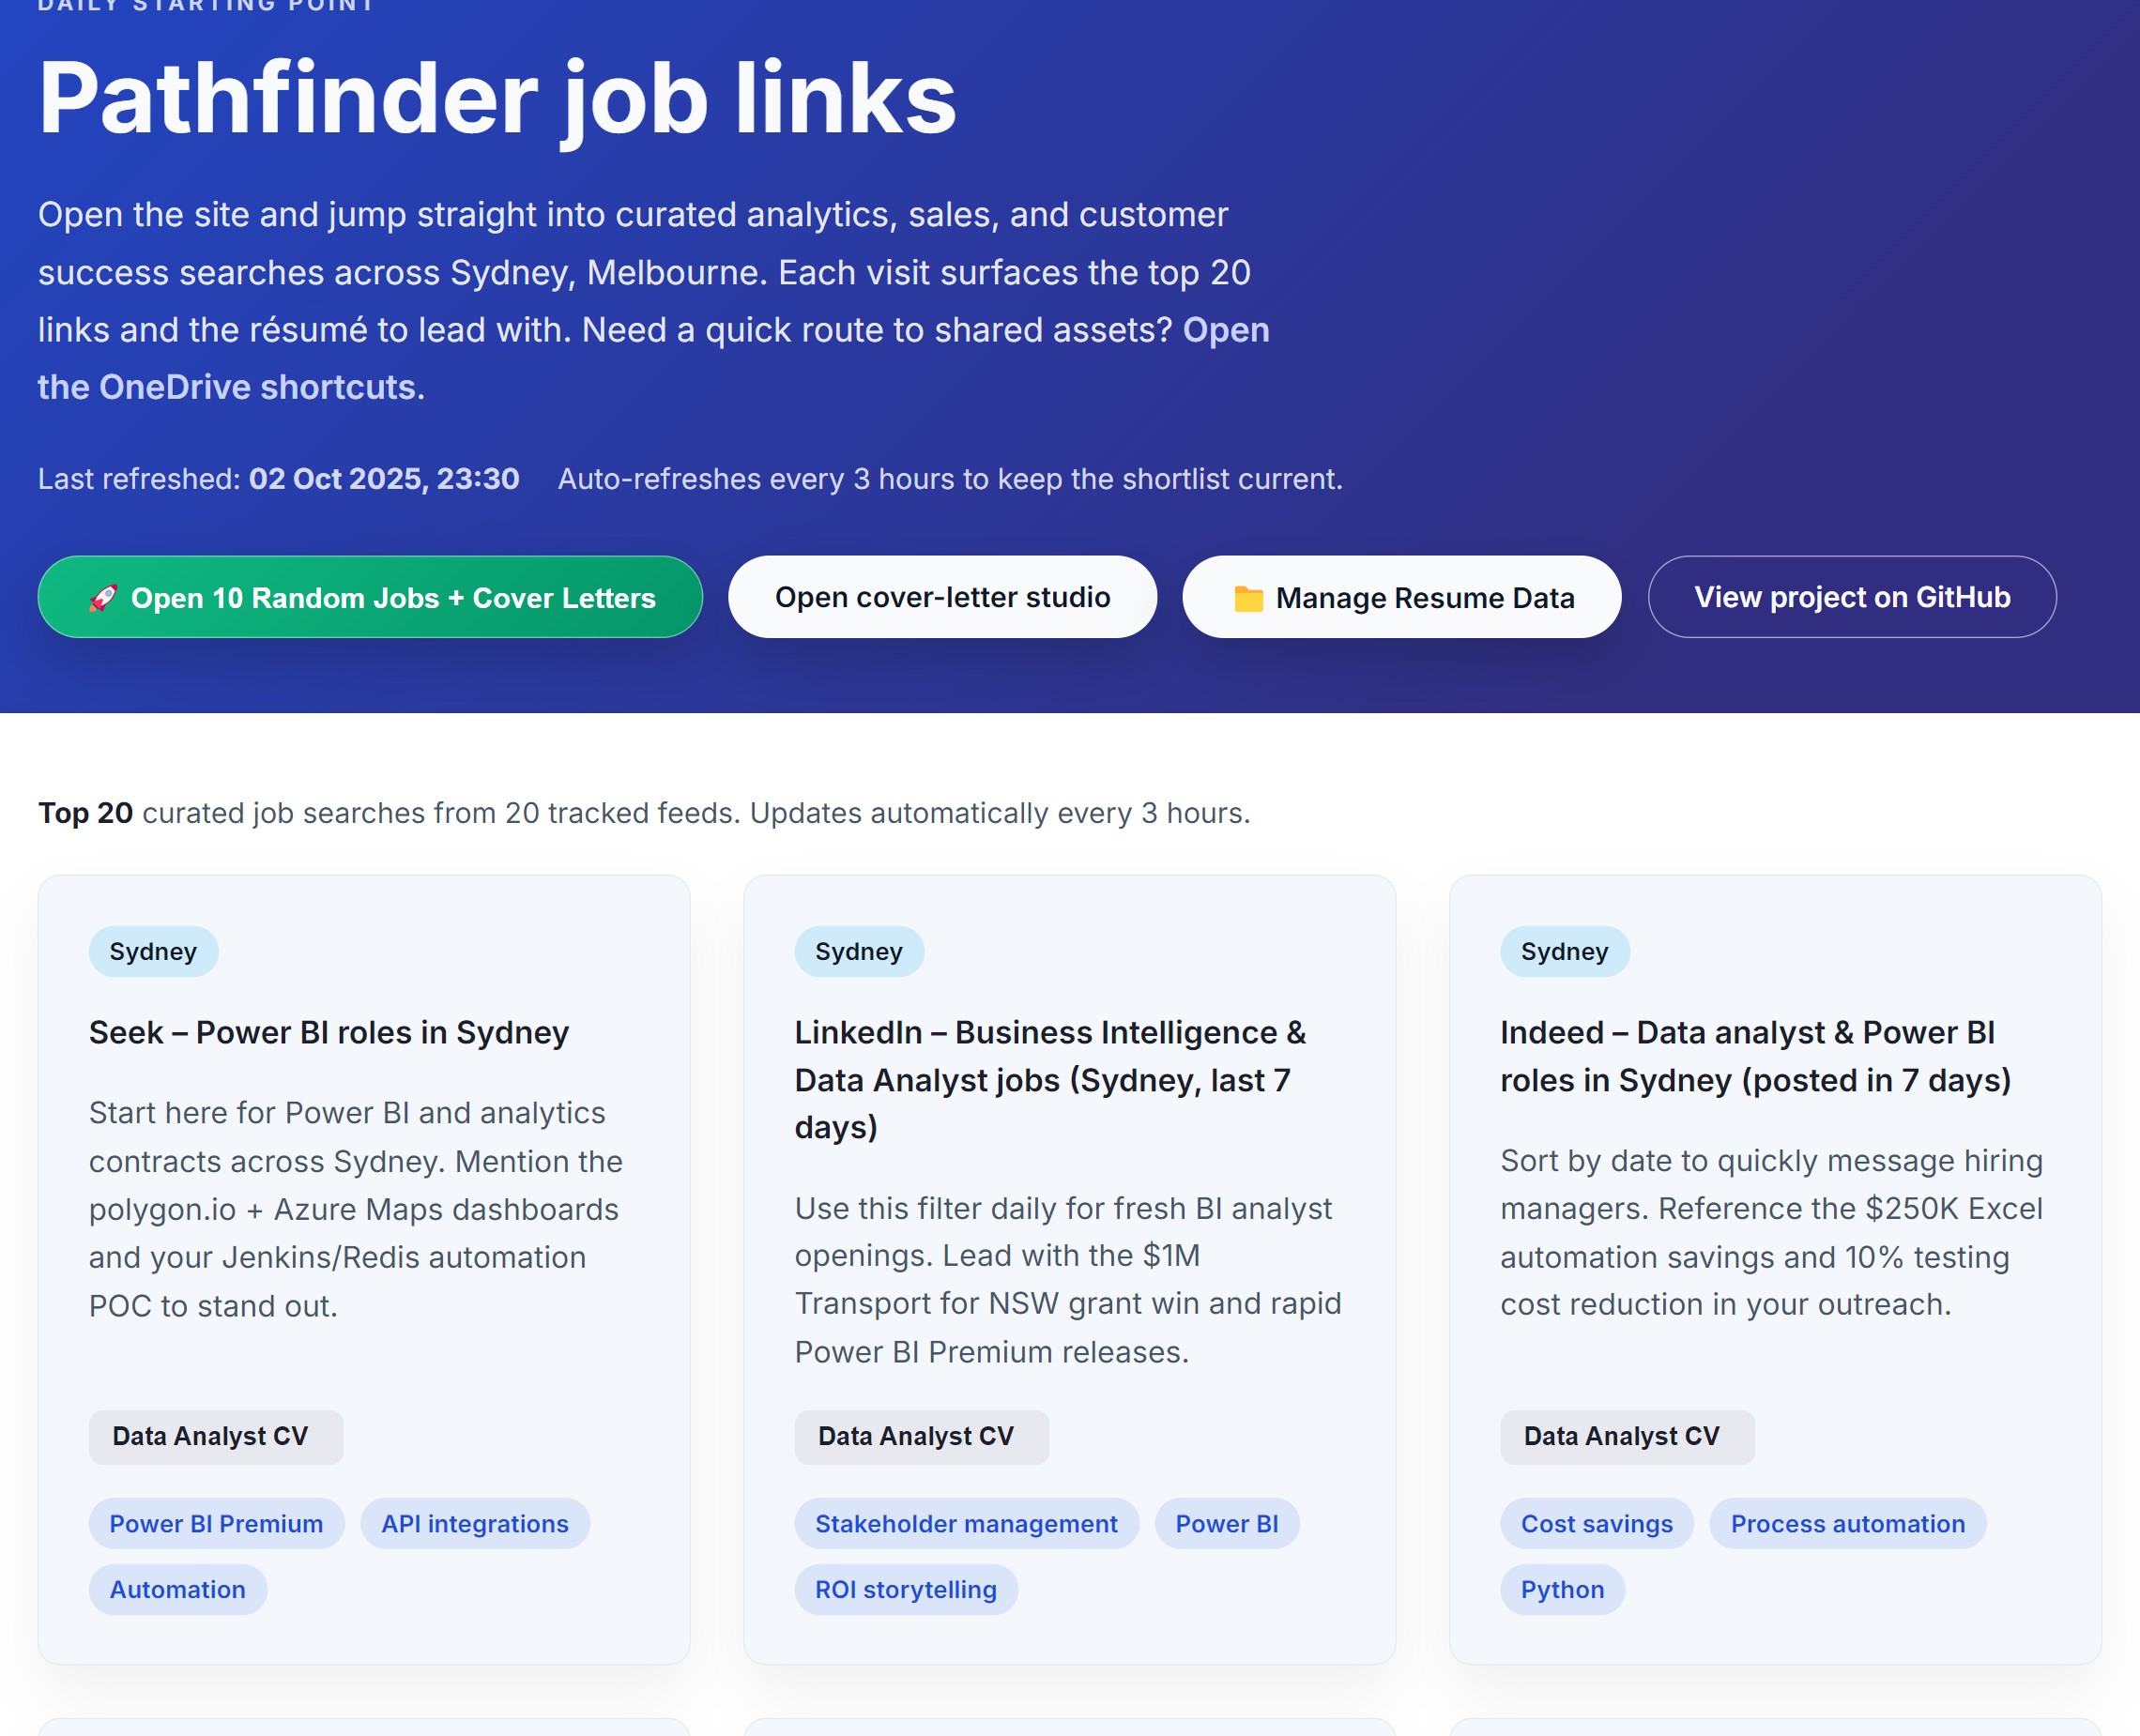 DAILY STARTING POINT
Pathfinder job links
Open the site and jump straight into curated analytics, sales, and customer
success searches across Sydney, Melbourne. Each visit surfaces the top 20
links and the résumé to lead with. Need a quick route to shared assets? Open
the OneDrive shortcuts.
Last refreshed: 02 Oct 2025, 23:30 Auto-refreshes every 3 hours to keep the shortlist current.
🚀 Open 10 Random Jobs + Cover Letters
Open cover-letter studio
📁 Manage Resume Data
View project on GitHub
Top 20 curated job searches from 20 tracked feeds. Updates automatically every 3 hours.
Sydney
Seek – Power BI roles in Sydney
Start here for Power BI and analytics
contracts across Sydney. Mention the
polygon.io + Azure Maps dashboards
and your Jenkins/Redis automation
POC to stand out.
Data Analyst CV
Power BI Premium
API integrations
Automation
Sydney
LinkedIn – Business Intelligence &
Data Analyst jobs (Sydney, last 7
days)
Use this filter daily for fresh BI analyst
openings. Lead with the $1M
Transport for NSW grant win and rapid
Power BI Premium releases.
Data Analyst CV
Stakeholder management
Power BI
ROI storytelling
Sydney
Indeed – Data analyst & Power BI
roles in Sydney (posted in 7 days)
Sort by date to quickly message hiring
managers. Reference the $250K Excel
automation savings and 10% testing
cost reduction in your outreach.
Data Analyst CV
Cost savings
Process automation
Python